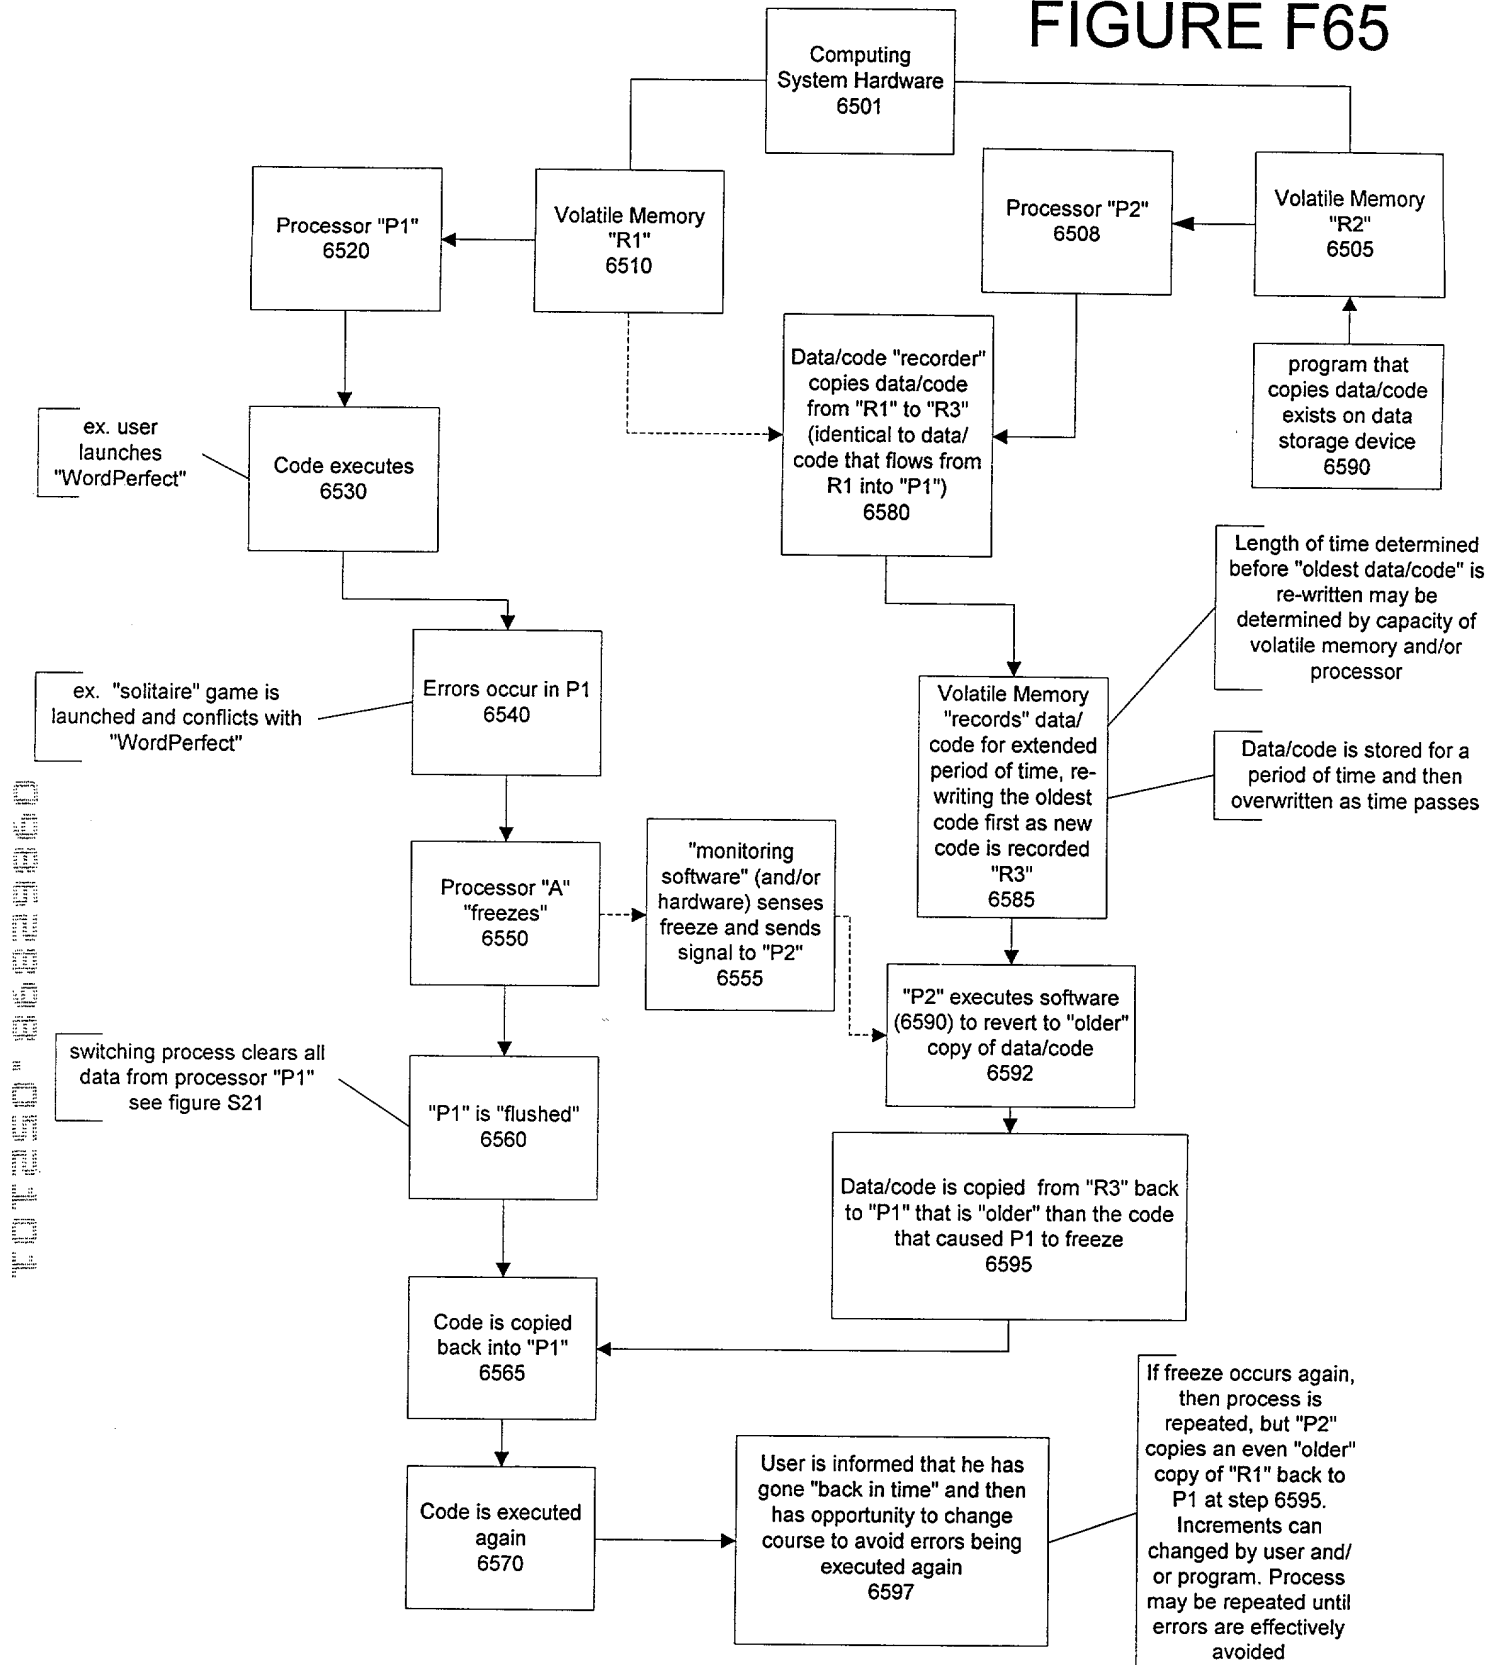 FIGURE F65
Computing
System Hardware
6501
Processor "P1"
6520
Volatile Memory
"R1"
6510
Processor "P2"
6508
Volatile Memory
"R2"
6505
Data/code "recorder"
copies data/code
from "R1" to "R3"
(identical to data/
code that flows from
R1 into "P1")
6580
program that
copies data/code
exists on data
storage device
6590
ex. user
launches
"WordPerfect"
Code executes
6530
Length of time determined
before "oldest data/code" is
re-written may be
determined by capacity of
volatile memory and/or
processor
ex. "solitaire" game is
launched and conflicts with
"WordPerfect"
Errors occur in P1
6540
Volatile Memory
"records" data/
code for extended
period of time, re-
writing the oldest
code first as new
code is recorded
"R3"
6585
Data/code is stored for a
period of time and then
overwritten as time passes
Processor "A"
"freezes"
6550
"monitoring
software" (and/or
hardware) senses
freeze and sends
signal to "P2"
6555
"P2" executes software
(6590) to revert to "older"
copy of data/code
6592
switching process clears all
data from processor "P1"
see figure S21
"P1" is "flushed"
6560
Data/code is copied from "R3" back
to "P1" that is "older" than the code
that caused P1 to freeze
6595
Code is copied
back into "P1"
6565
Code is executed
again
6570
User is informed that he has
gone "back in time" and then
has opportunity to change
course to avoid errors being
executed again
6597
If freeze occurs again,
then process is
repeated, but "P2"
copies an even "older"
copy of "R1" back to
P1 at step 6595.
Increments can
changed by user and/
or program. Process
may be repeated until
errors are effectively
avoided